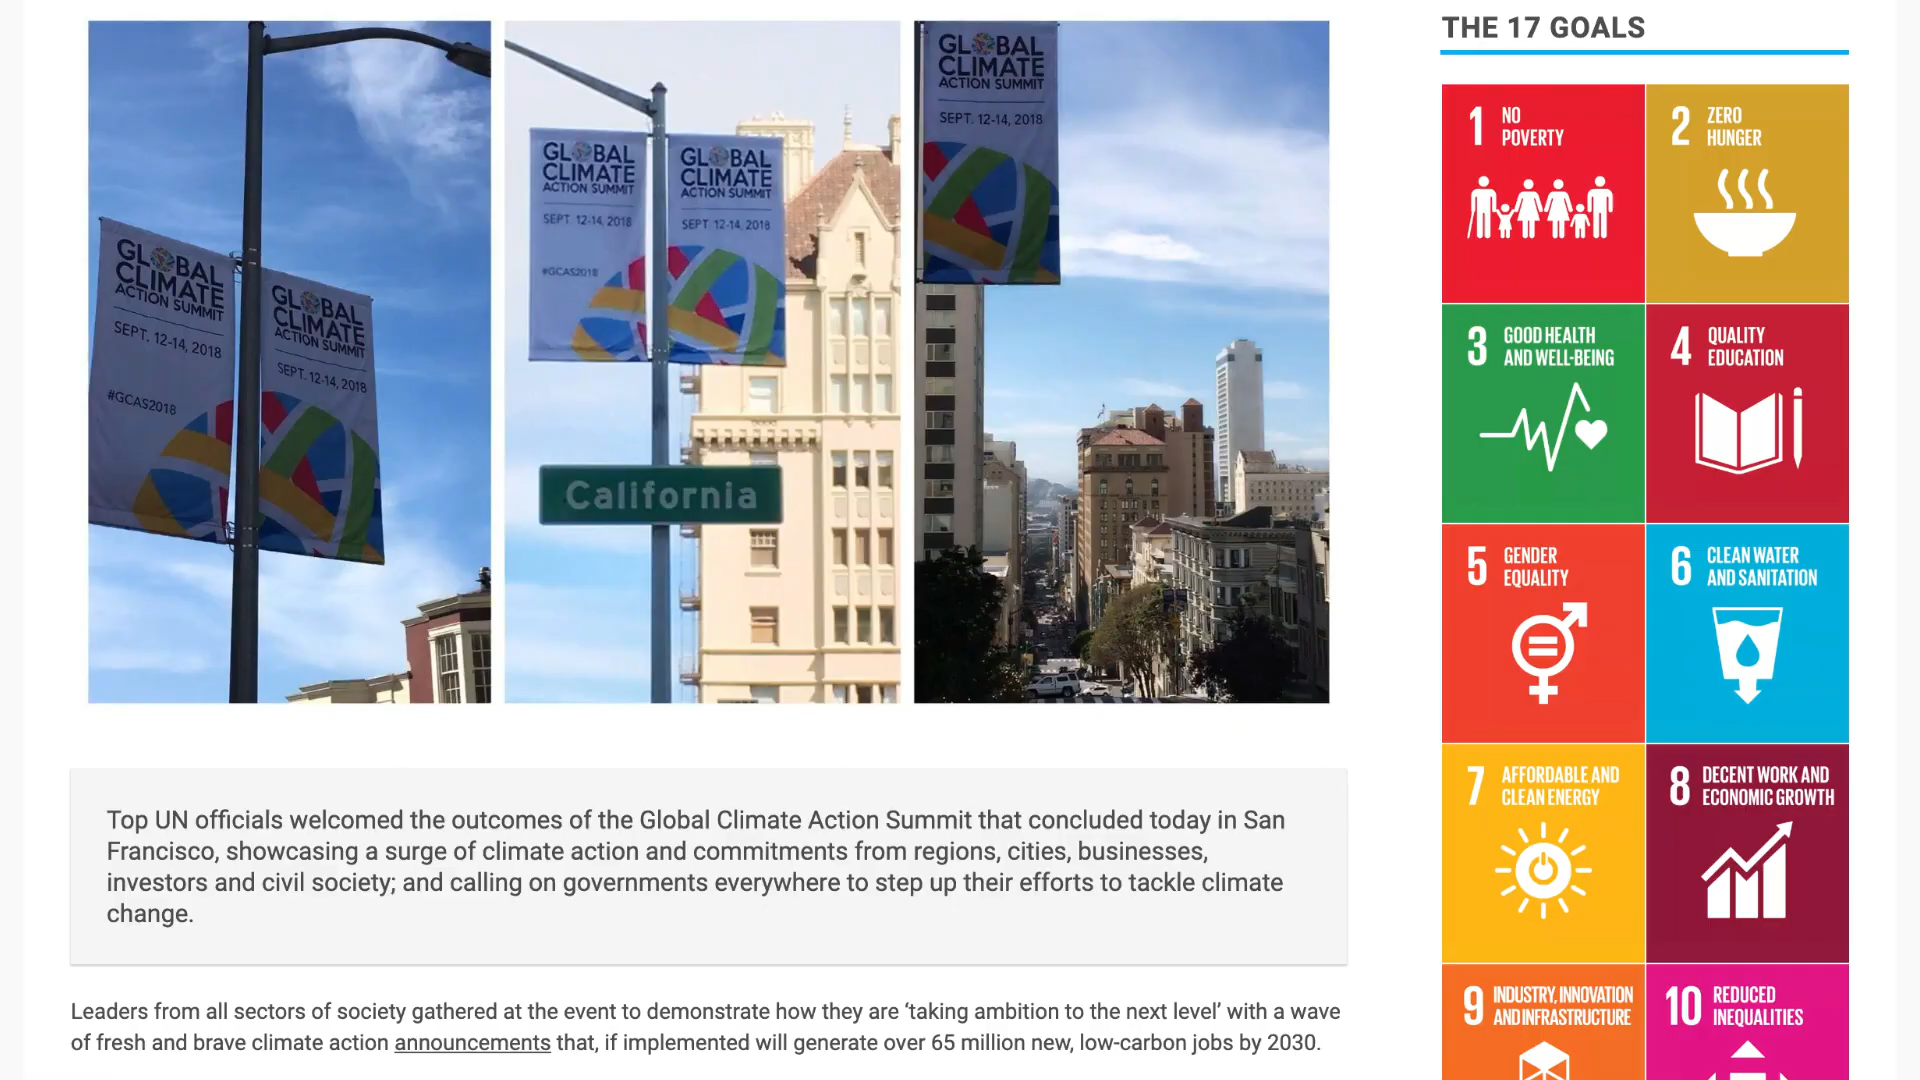 GLOBAL
CLIMATE
ACTION SUMMIT
SEPT. 12-14, 2018
#GCAS2018
GLOBAL
CLIMATE
ACTION SUMMIT
SEPT. 12-14, 2018
GLOBAL
CLIMATE
ACTION SUMMIT
SEPT. 12-14, 2018
#GCAS2018
GLOBAL
CLIMATE
ACTION SUMMIT
SEPT. 12-14, 2018
California
GLOBAL
CLIMATE
ACTION SUMMIT
SEPT. 12-14, 2018
Top UN officials welcomed the outcomes of the Global Climate Action Summit that concluded today in San
Francisco, showcasing a surge of climate action and commitments from regions, cities, businesses,
investors and civil society; and calling on governments everywhere to step up their efforts to tackle climate
change.
Leaders from all sectors of society gathered at the event to demonstrate how they are ‘taking ambition to the next level’ with a wave
of fresh and brave climate action announcements that, if implemented will generate over 65 million new, low-carbon jobs by 2030.
THE 17 GOALS
1 NO
POVERTY
2 ZERO
HUNGER
3 GOOD HEALTH
AND WELL-BEING
4 QUALITY
EDUCATION
5 GENDER
EQUALITY
6 CLEAN WATER
AND SANITATION
7 AFFORDABLE AND
CLEAN ENERGY
8 DECENT WORK AND
ECONOMIC GROWTH
9 INDUSTRY, INNOVATION
AND INFRASTRUCTURE
10 REDUCED
INEQUALITIES